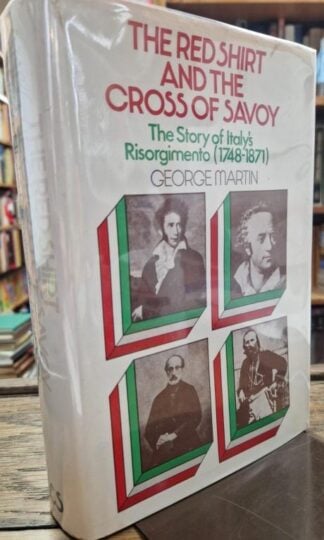 THE RED SHIRT
AND THE
CROSS OF SAVOY
The Story of Italy's
Risorgimento (1748-1871)
GEORGE MARTIN